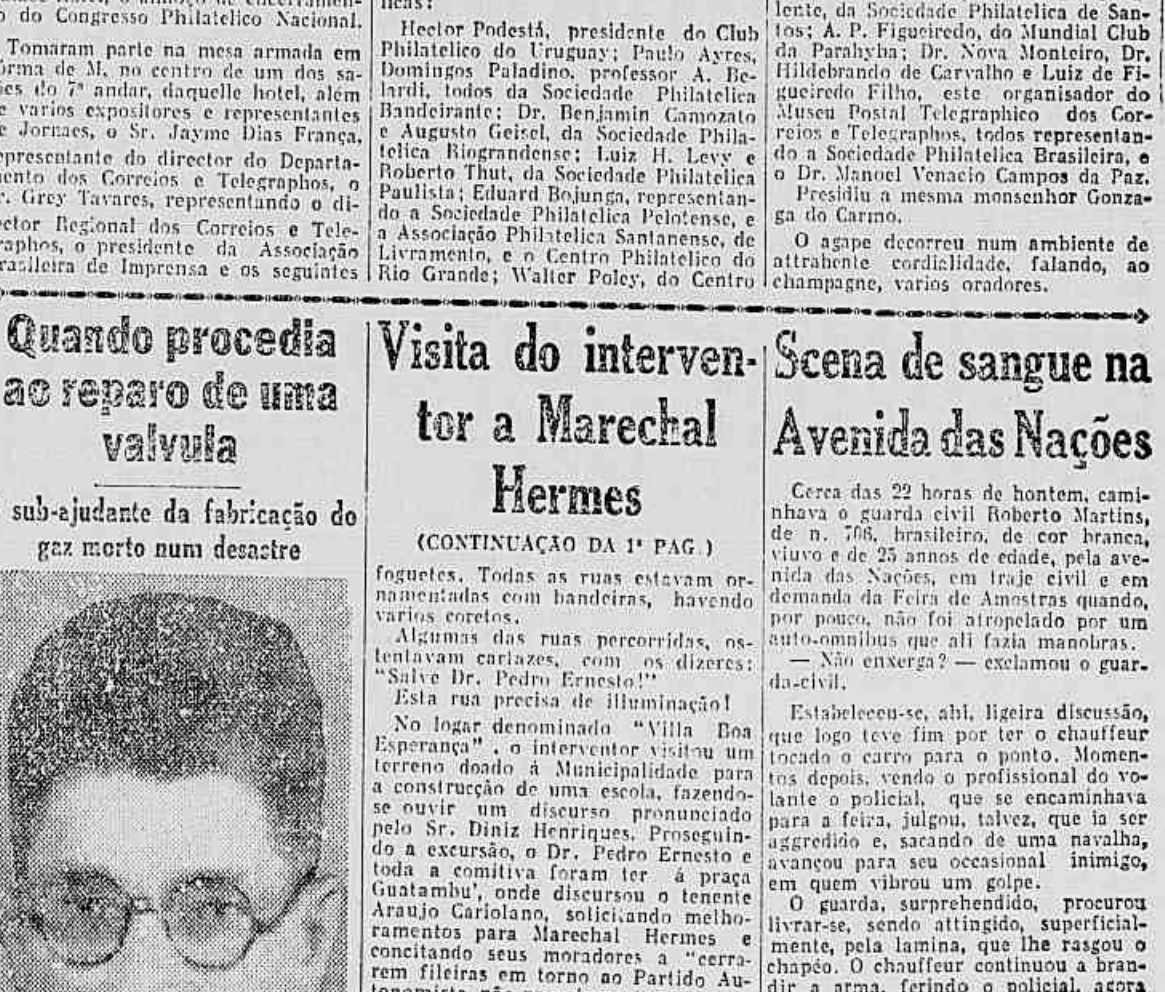 do Congresso Philatelico Nacional.
Tomaram parte na mesa armada em
fórma de M, no centro de um dos sa-
do 7º andar, daquelle hotel, além
varios expositores e representantes
Jornaes, o Sr. Jayme Dias França,
representante do director do Departa-
mento dos Correios e Telegraphos, o
Grey Tavares, representando o di-
rector Regional dos Correios e Tele-
graphos, o presidente da Associação
Brasileira de Imprensa e os seguintes
Hector Podestá, presidente do Club
Philatelico do Uruguay; Paulo Ayres,
Domingos Paladino, professor A. Be-
lardi, todos da Sociedade Philatelica
Bandeirante; Dr. Benjamin Camozato
e Augusto Geisel, da Sociedade Phila-
telica Riograndense; Luiz H. Levy e
Roberto Thut, da Sociedade Philatelica
Paulista; Eduard Bojunga, representan-
do a Sociedade Philatelica Pelotense, e
a Associação Philatelica Santanense, de
Livramento, e o Centro Philatelico do
Rio Grande; Walter Poley, do Centro
lente, da Sociedade Philatelica de San-
tos; A. P. Figueiredo, do Mundial Club
da Parahyba; Dr. Nova Monteiro, Dr.
Hildebrando de Carvalho e Luiz de Fi-
gueiredo Filho, este organisador do
Museu Postal Telegraphico dos Cor-
reios e Telegraphos, todos representan-
do a Sociedade Philatelica Brasileira, e
o Dr. Manoel Venacio Campos da Paz.
Presidiu a mesma monsenhor Gonza-
ga do Carmo.
O agape decorreu num ambiente de
attrahente cordialidade, falando, ao
champagne, varios oradores.
Quando procedia
ao reparo de uma
valvula
sub-ajudante da fabricação do
gaz morto num desastre
Visita do interven-
tor a Marechal
Hermes
(CONTINUAÇÃO DA 1ª PAG.)
foguetes. Todas as ruas estavam or-
namentadas com bandeiras, havendo
varios coretos.
Algumas das ruas percorridas, os-
tentavam cartazes, com os dizeres:
"Salve Dr. Pedro Ernesto!"
Esta rua precisa de illuminação!
No logar denominado "Villa Boa
Esperança", o interventor visitou um
terreno doado á Municipalidade para
a construcção de uma escola, fazendo-
se ouvir um discurso pronunciado
pelo Sr. Diniz Henriques. Proseguin-
do a excursão, o Dr. Pedro Ernesto e
toda a comitiva foram ter á praça
Guatambu', onde discursou o tenente
Araujo Cariolano, solicitando melho-
ramentos para Marechal Hermes e
concitando seus moradores a "cerra-
rem fileiras em torno ao Partido Au-
Scena de sangue na
Avenida das Nações
Cerca das 22 horas de hontem, cami-
nhava o guarda civil Roberto Martins,
de n. 706, brasileiro, de cor branca,
viuvo e de 25 annos de edade, pela ave-
nida das Nações, em traje civil e em
demanda da Feira de Amostras quando,
por pouco, não foi atropelado por um
auto-omnibus que ali fazia manobras.
— Não enxerga? — exclamou o guar-
da-civil.
Estabeleceu-se, ahi, ligeira discussão,
que logo teve fim por ter o chauffeur
tocado o carro para o ponto. Momen-
tos depois, vendo o profissional do vo-
lante o policial, que se encaminhava
para a feira, julgou, talvez, que ia ser
aggredido e, sacando de uma navalha,
avançou para seu occasional inimigo,
em quem vibrou um golpe.
O guarda, surprehendido, procurou
livrar-se, sendo attingido, superficial-
mente, pela lamina, que lhe rasgou o
chapéo. O chauffeur continuou a bran-
dir a arma, ferindo o policial, agora